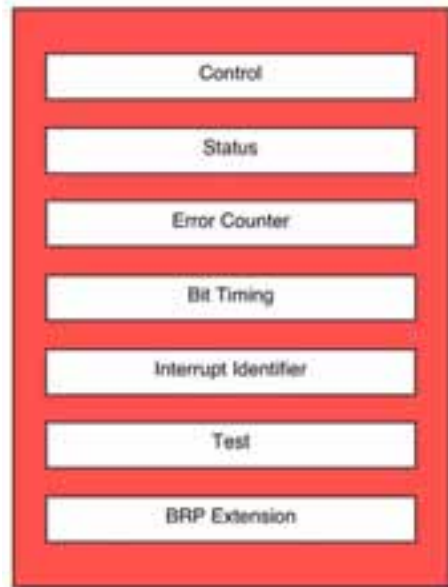 Control
Status
Error Counter
Bit Timing
Interrupt Identifier
Test
BRP Extension